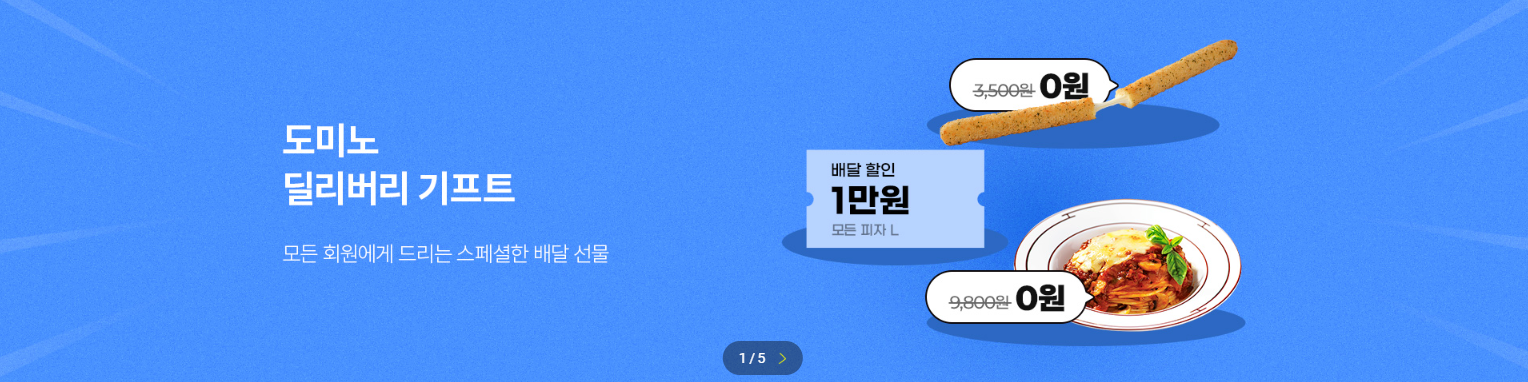 도미노
딜리버리 기프트
모든 회원에게 드리는 스페셜한 배달 선물
3,500원 0원
배달 할인
1만원
모든 피자 L
9,800원 0원
1 / 5 >